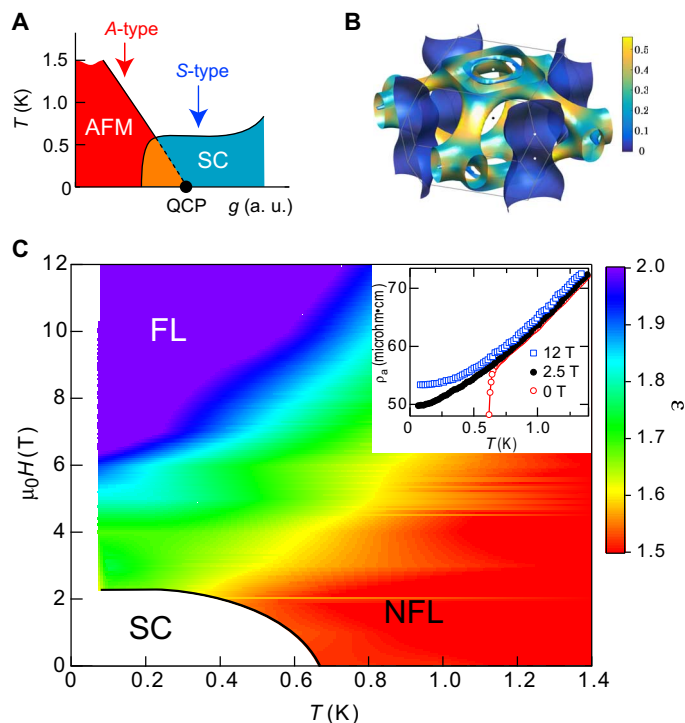 A
A-type
S-type
T (K)
1.5
1.0
0.5
0
AFM
SC
QCP
g (a. u.)
B
0.5
0.4
0.3
0.2
0.1
0
C
μ₀H (T)
12
10
8
6
4
2
0
FL
SC
NFL
0.2
0.4
0.6
0.8
1.0
1.2
1.4
T (K)
ρa (microhm•cm)
70
60
50
12 T
2.5 T
0 T
0.0
0.5
1.0
T (K)
2.0
1.9
1.8
1.7
1.6
1.5
ε